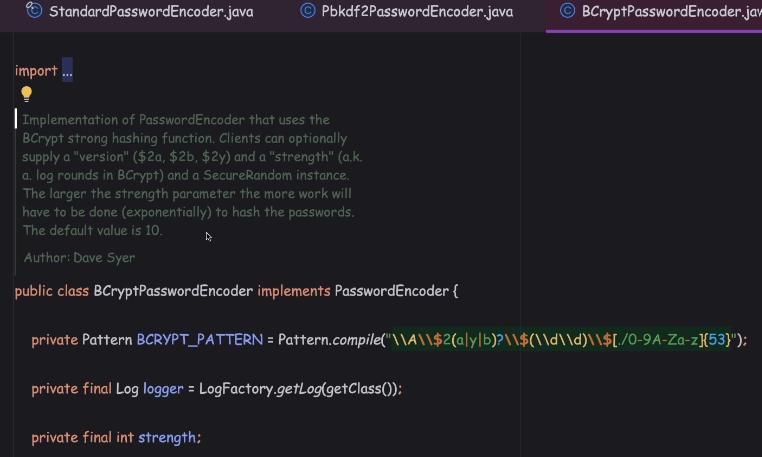 StandardPasswordEncoder.java Pbkdf2PasswordEncoder.java BCryptPasswordEncoder.jav
import ...
Implementation of PasswordEncoder that uses the
BCrypt strong hashing function. Clients can optionally
supply a "version" ($2a, $2b, $2y) and a "strength" (a.k.
a. log rounds in BCrypt) and a SecureRandom instance.
The larger the strength parameter the more work will
have to be done (exponentially) to hash the passwords.
The default value is 10.
Author: Dave Syer
public class BCryptPasswordEncoder implements PasswordEncoder {
private Pattern BCRYPT_PATTERN = Pattern.compile("\\A\\$2(a|y|b)?\\$(\\d\\d)\\$[./0-9A-Za-z]{53}");
private final Log logger = LogFactory.getLog(getClass());
private final int strength;